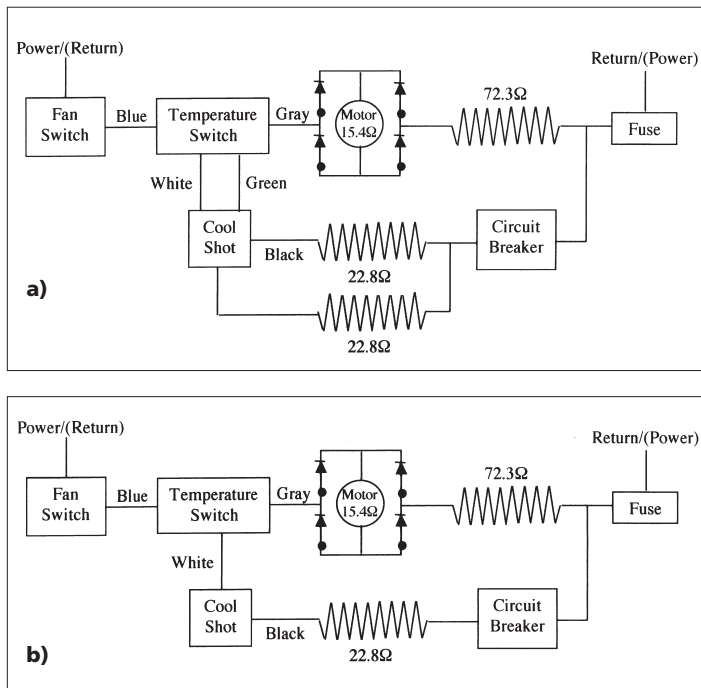 Power/(Return)
Return/(Power)
72.3Ω
Fan
Switch
Blue
Temperature
Switch
Gray
Motor
15.4Ω
Fuse
White
Green
Cool
Shot
Black
22.8Ω
Circuit
Breaker
22.8Ω
a)
Power/(Return)
Return/(Power)
72.3Ω
Fan
Switch
Blue
Temperature
Switch
Gray
Motor
15.4Ω
Fuse
White
Cool
Shot
Black
22.8Ω
Circuit
Breaker
b)